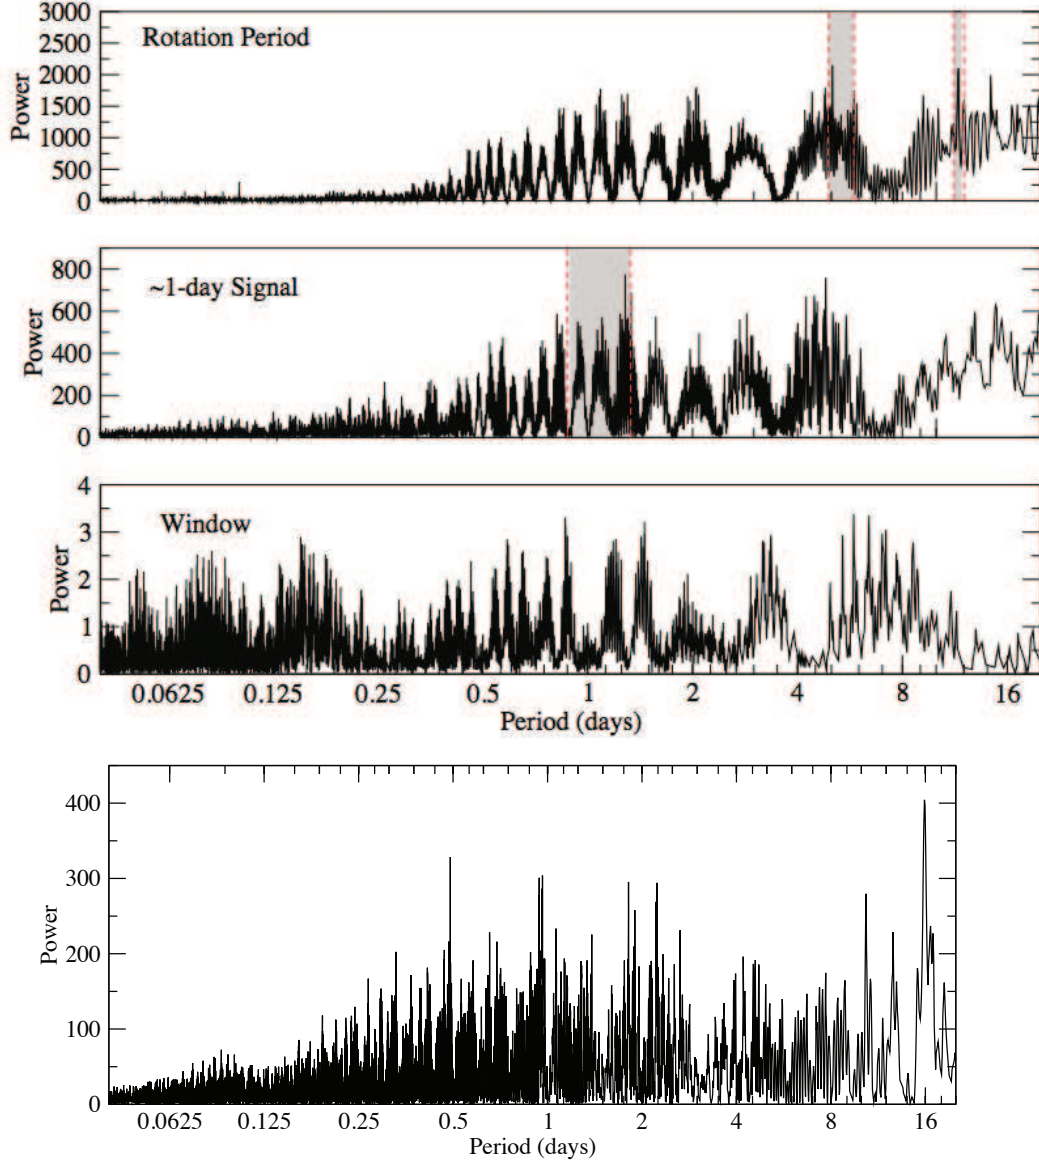 3000
2500
2000
1500
1000
500
0
Power
Rotation Period
800
600
400
200
0
Power
~1-day Signal
4
3
2
1
0
Power
Window
0.0625 0.125 0.25 0.5 1 2 4 8 16
Period (days)
400
300
200
100
0
Power
0.0625 0.125 0.25 0.5 1 2 4 8 16
Period (days)